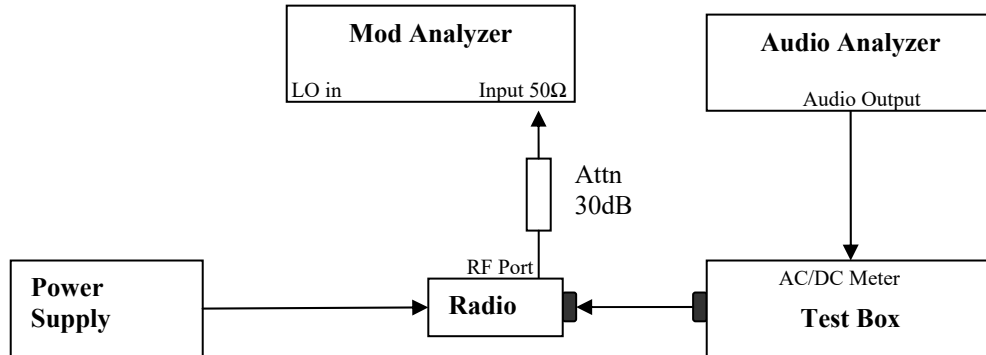 Mod Analyzer
LO in
Input 50Ω
Audio Analyzer
Audio Output
Attn
30dB
RF Port
Power
Supply
Radio
AC/DC Meter
Test Box